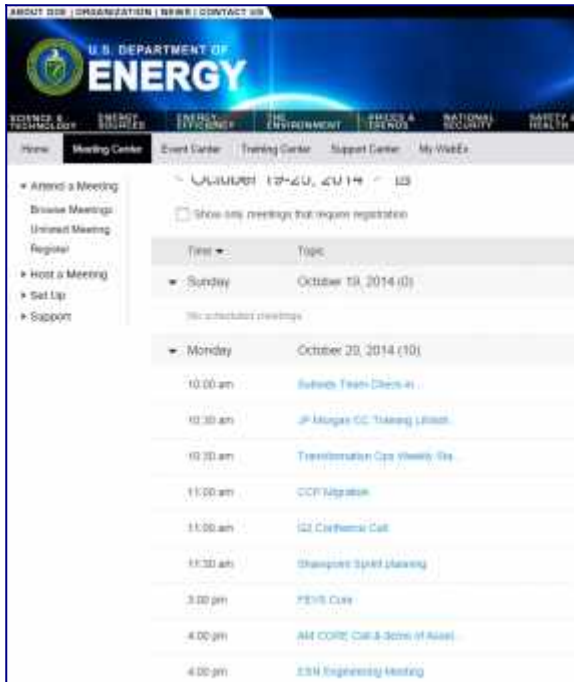 ABOUT DOE | ORGANIZATION | NEWS | CONTACT US
U.S. DEPARTMENT OF
ENERGY
SCIENCE & TECHNOLOGY ENERGY SOURCES ENERGY EFFICIENCY THE ENVIRONMENT PRICES & TRENDS NATIONAL SECURITY SAFETY & HEALTH
Home Meeting Center Event Center Training Center Support Center My WebEx
Attend a Meeting
Browse Meetings
Unlisted Meeting
Register
Host a Meeting
Set Up
Support
October 19-25, 2014
Show only meetings that require registration
Time Topic
Sunday October 19, 2014 (0)
No scheduled meetings
Monday October 20, 2014 (10)
10:00 am Team Check-in...
10:30 am JP Morgan CC Training
10:30 am Transformation Ops Weekly Sta...
11:00 am CCP Migration
11:00 am G2 Conference Call
11:30 am Sharepoint Sprint planning
3:00 pm FEVS Core
4:00 pm AMI CORE Call & demo of Asset...
4:00 pm ESN Engineering Meeting